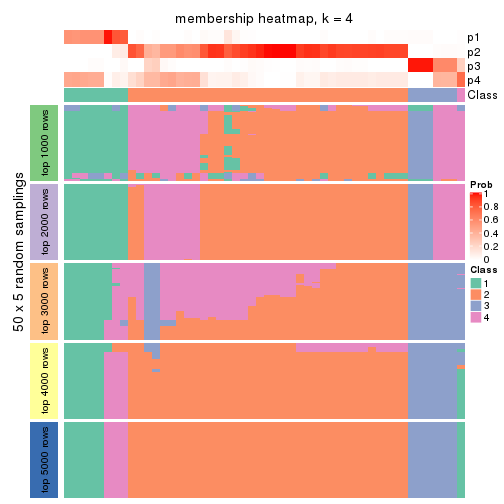 membership heatmap, k = 4
p1
p2
p3
p4
Class
50 x 5 random samplings
top 1000 rows
top 2000 rows
top 3000 rows
top 4000 rows
top 5000 rows
Prob
1
0.8
0.6
0.4
0.2
0
Class
1
2
3
4